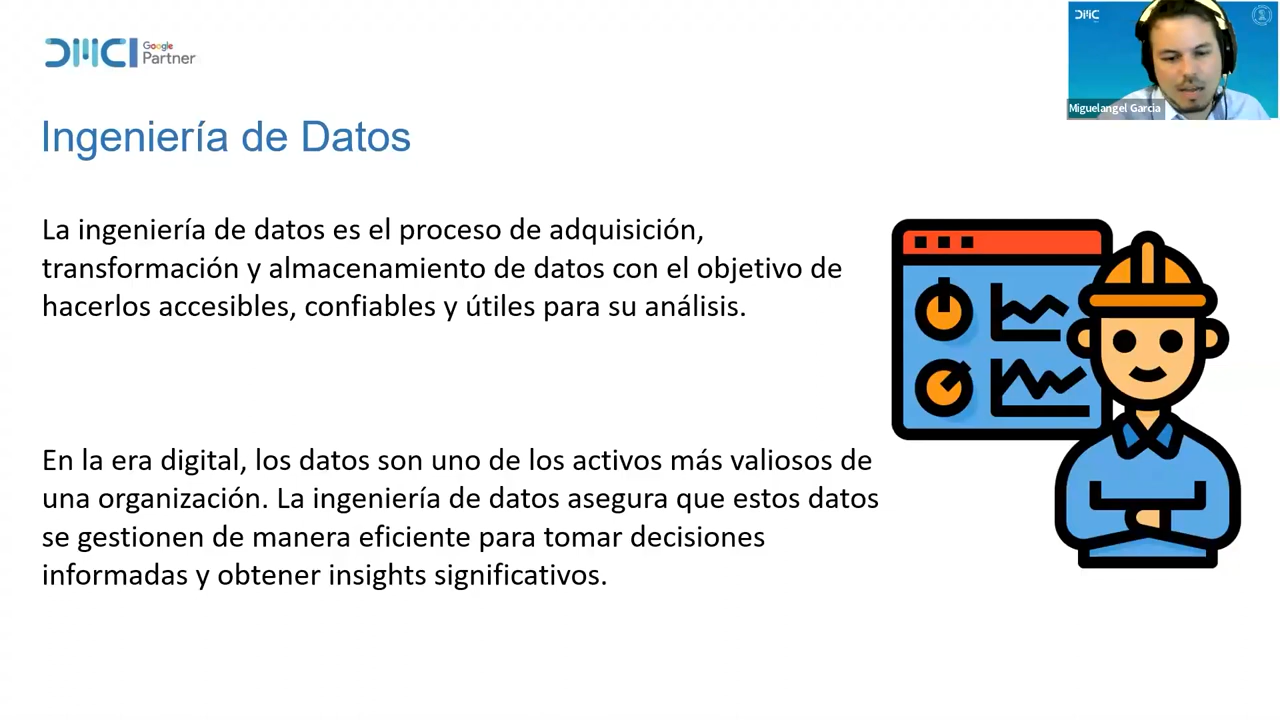 DMC
Google
Partner
DMC
Miguelangel Garcia
Ingeniería de Datos
La ingeniería de datos es el proceso de adquisición,
transformación y almacenamiento de datos con el objetivo de
hacerlos accesibles, confiables y útiles para su análisis.
En la era digital, los datos son uno de los activos más valiosos de
una organización. La ingeniería de datos asegura que estos datos
se gestionen de manera eficiente para tomar decisiones
informadas y obtener insights significativos.